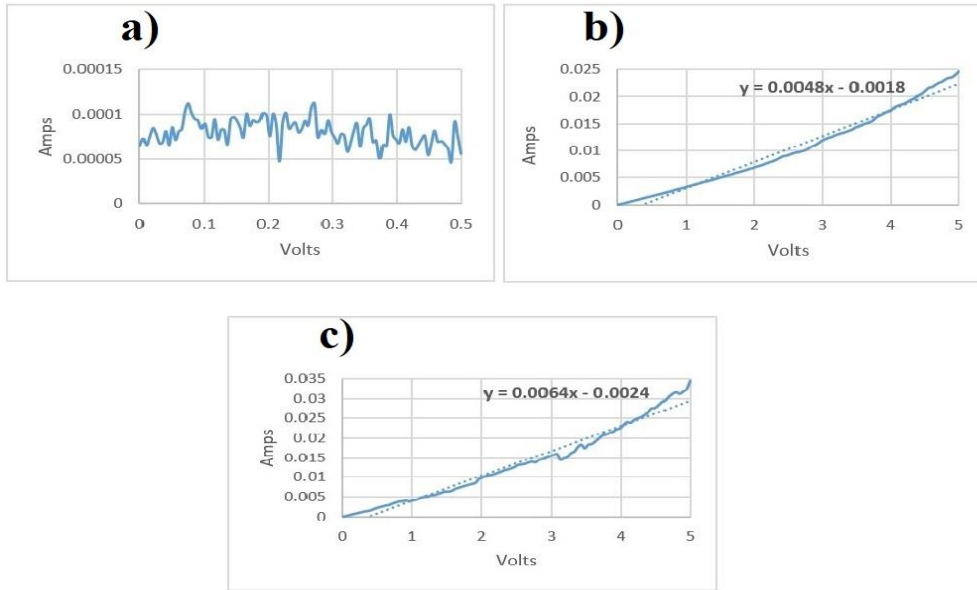 a)
0.00015
0.0001
0.00005
0
Amps
0 0.1 0.2 0.3 0.4 0.5
Volts
b)
0.025
0.02
0.015
0.01
0.005
0
Amps
y = 0.0048x - 0.0018
0 1 2 3 4 5
Volts
c)
0.035
0.03
0.025
0.02
0.015
0.01
0.005
0
Amps
y = 0.0064x - 0.0024
0 1 2 3 4 5
Volts